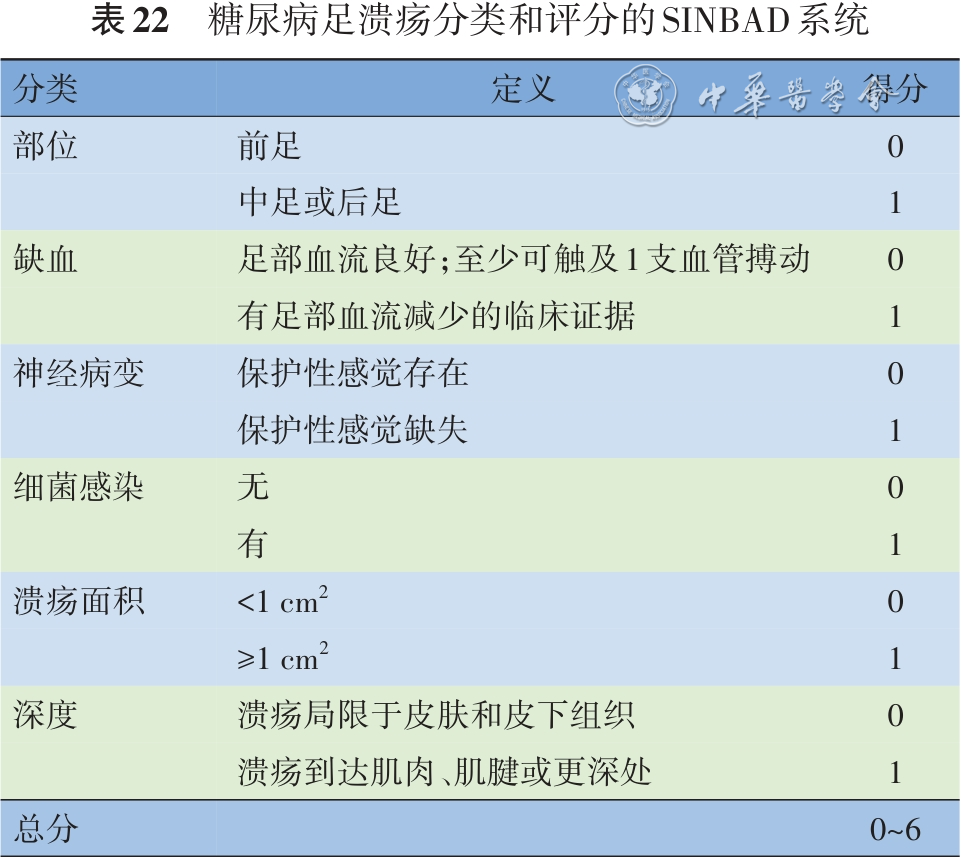 表22 糖尿病足溃疡分类和评分的SINBAD系统
分类 定义 中华医学会 得分
部位 前足 0
中足或后足 1
缺血 足部血流良好;至少可触及1支血管搏动 0
有足部血流减少的临床证据 1
神经病变 保护性感觉存在 0
保护性感觉缺失 1
细菌感染 无 0
有 1
溃疡面积 <1 cm² 0
≥1 cm² 1
深度 溃疡局限于皮肤和皮下组织 0
溃疡到达肌肉、肌腱或更深处 1
总分 0~6